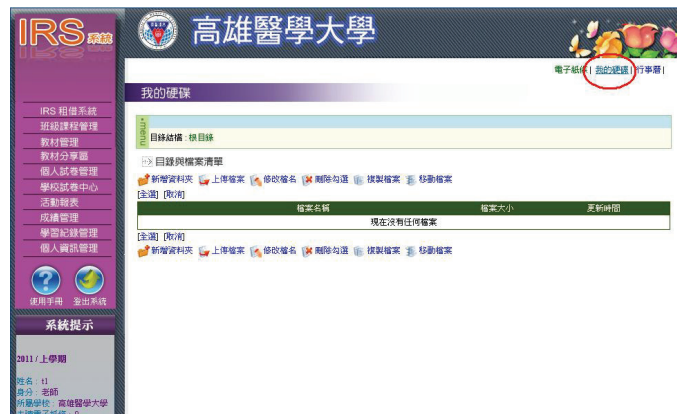 IRS 系統
高雄醫學大學
電子紙條 | 我的硬碟 | 行事曆 |
我的硬碟
IRS 租借系統
班級課程管理
教材管理
教材分享區
個人試卷管理
學校試卷中心
活動報表
成績管理
學習紀錄管理
個人資訊管理
使用手冊 登出系統
系統提示
2011 / 上學期
姓名：t1
身分：老師
所屬學校：高雄醫學大學
menu
目錄結構：根目錄
目錄與檔案清單
新增資料夾 上傳檔案 修改檔名 刪除勾選 複製檔案 移動檔案
[全選] [取消]
檔案名稱 檔案大小 更新時間
現在沒有任何檔案
[全選] [取消]
新增資料夾 上傳檔案 修改檔名 刪除勾選 複製檔案 移動檔案